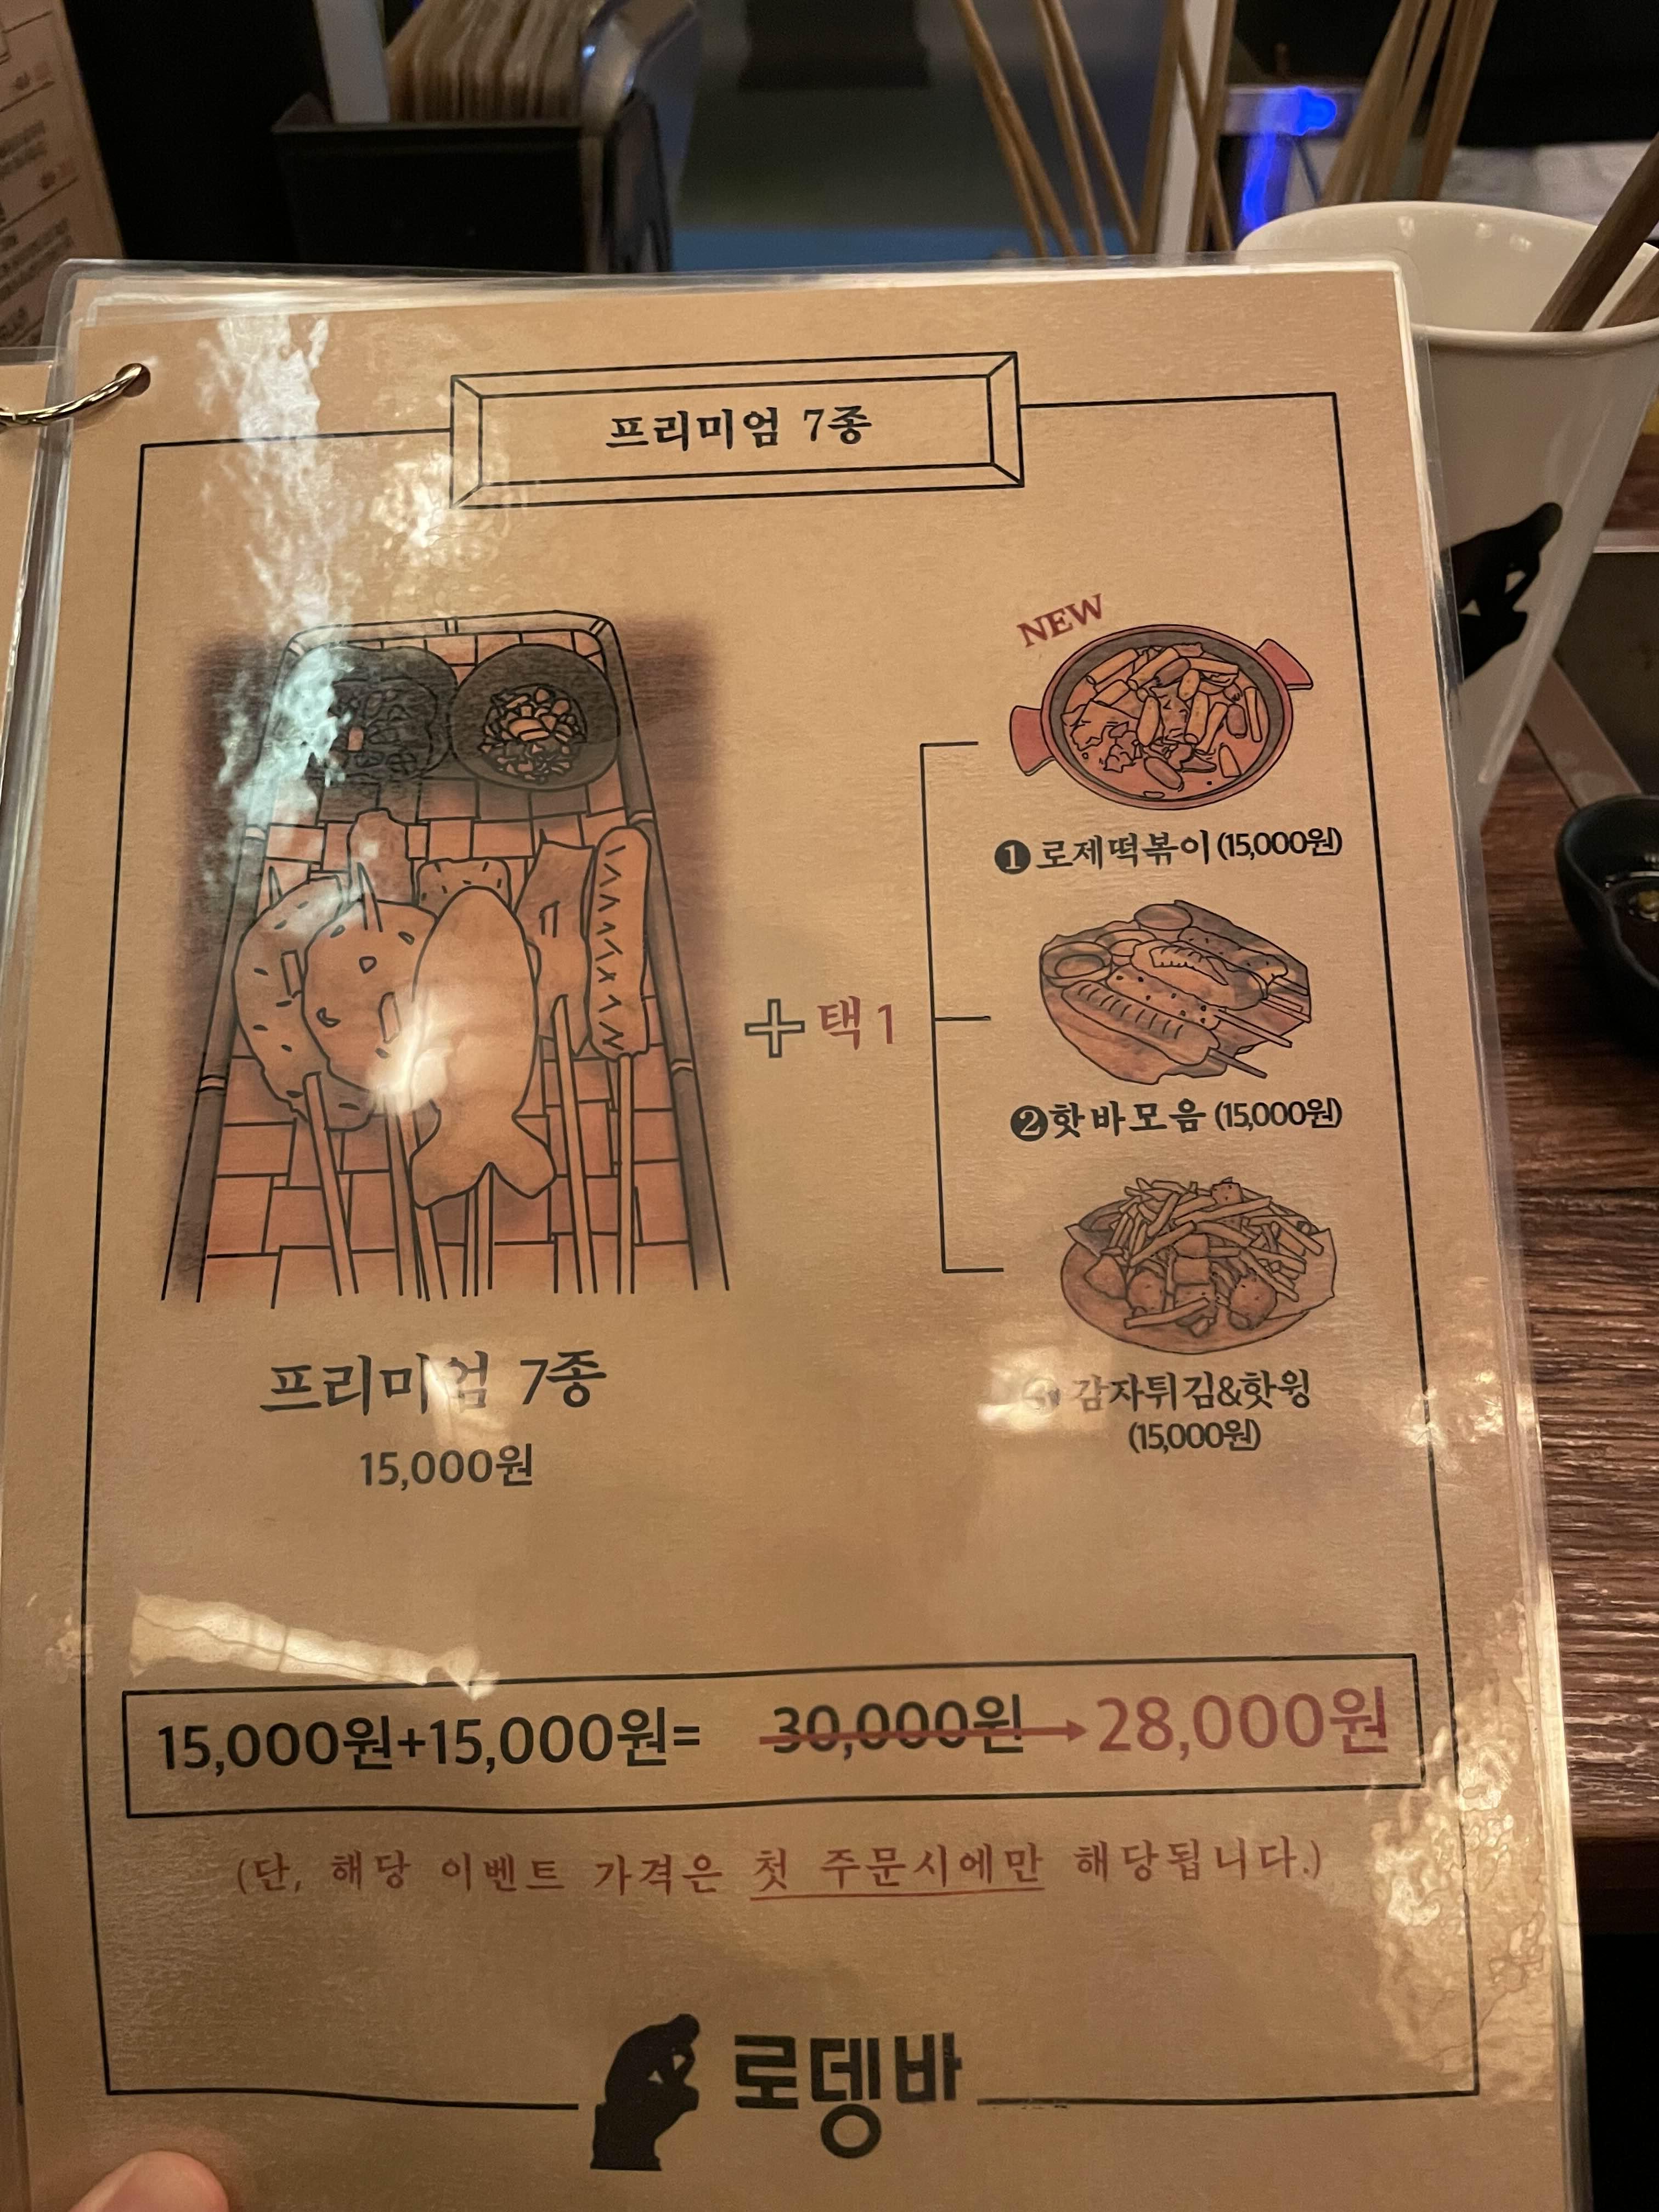 프리미엄 7종
NEW
❶ 로제떡볶이 (15,000원)
+ 택1
❷ 핫바모음 (15,000원)
감자튀김&핫윙
(15,000원)
프리미엄 7종
15,000원
15,000원+15,000원= 30,000원 → 28,000원
(단, 해당 이벤트 가격은 첫 주문시에만 해당됩니다.)
로뎅바